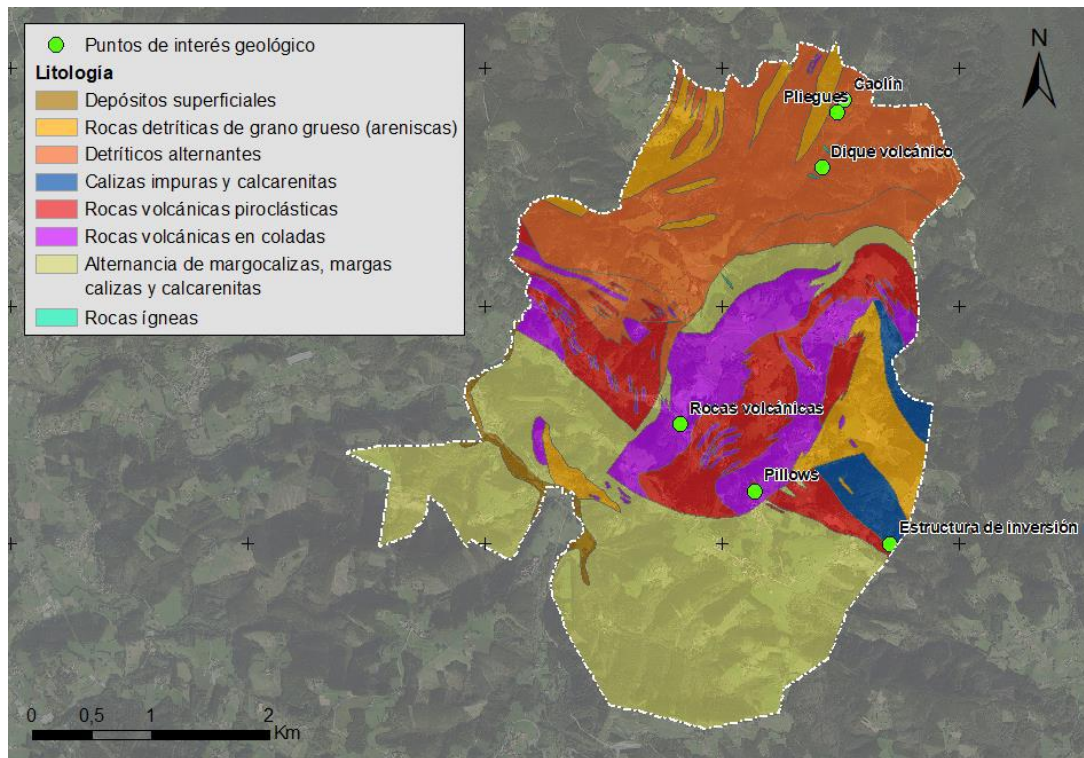 Puntos de interés geológico
Litología
Depósitos superficiales
Rocas detríticas de grano grueso (areniscas)
Detríticos alternantes
Calizas impuras y calcarenitas
Rocas volcánicas piroclásticas
Rocas volcánicas en coladas
Alternancia de margocalizas, margas
calizas y calcarenitas
Rocas ígneas
N
Caolín
Pliegues
Dique volcánico
Rocas volcánicas
Pillows
Estructura de inversión
0 0,5 1 2
Km